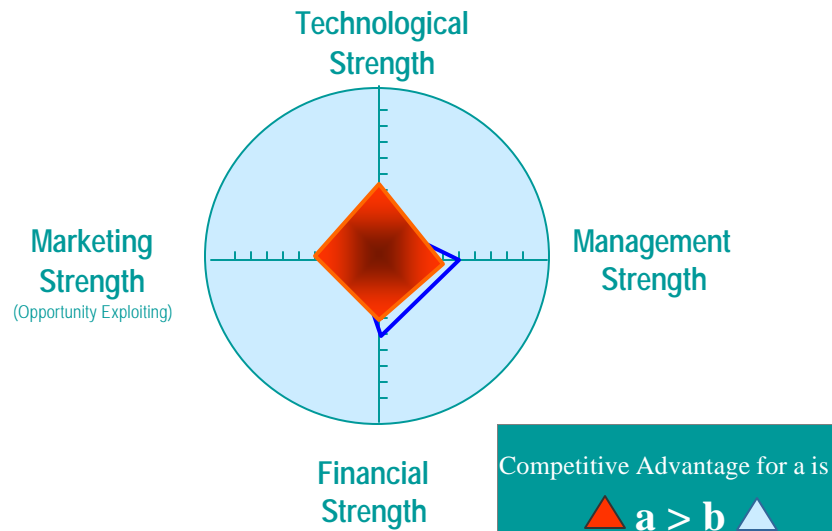 Technological
Strength
Marketing
Strength
(Opportunity Exploiting)
Management
Strength
Financial
Strength
Competitive Advantage for a is
a > b